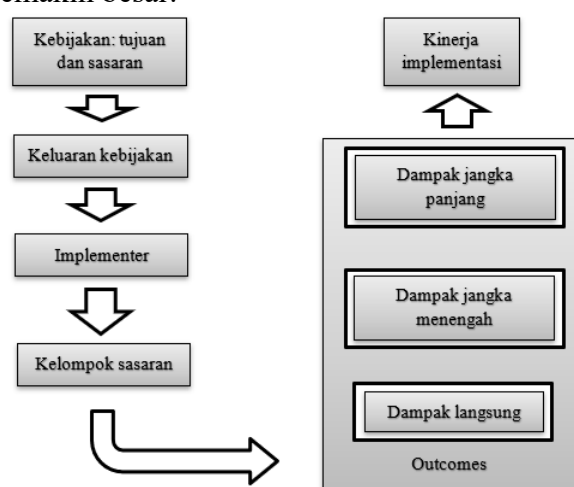 besar.
Kebijakan: tujuan
dan sasaran
Keluaran kebijakan
Implementer
Kelompok sasaran
Kinerja
implementasi
Dampak jangka
panjang
Dampak jangka
menengah
Dampak langsung
Outcomes